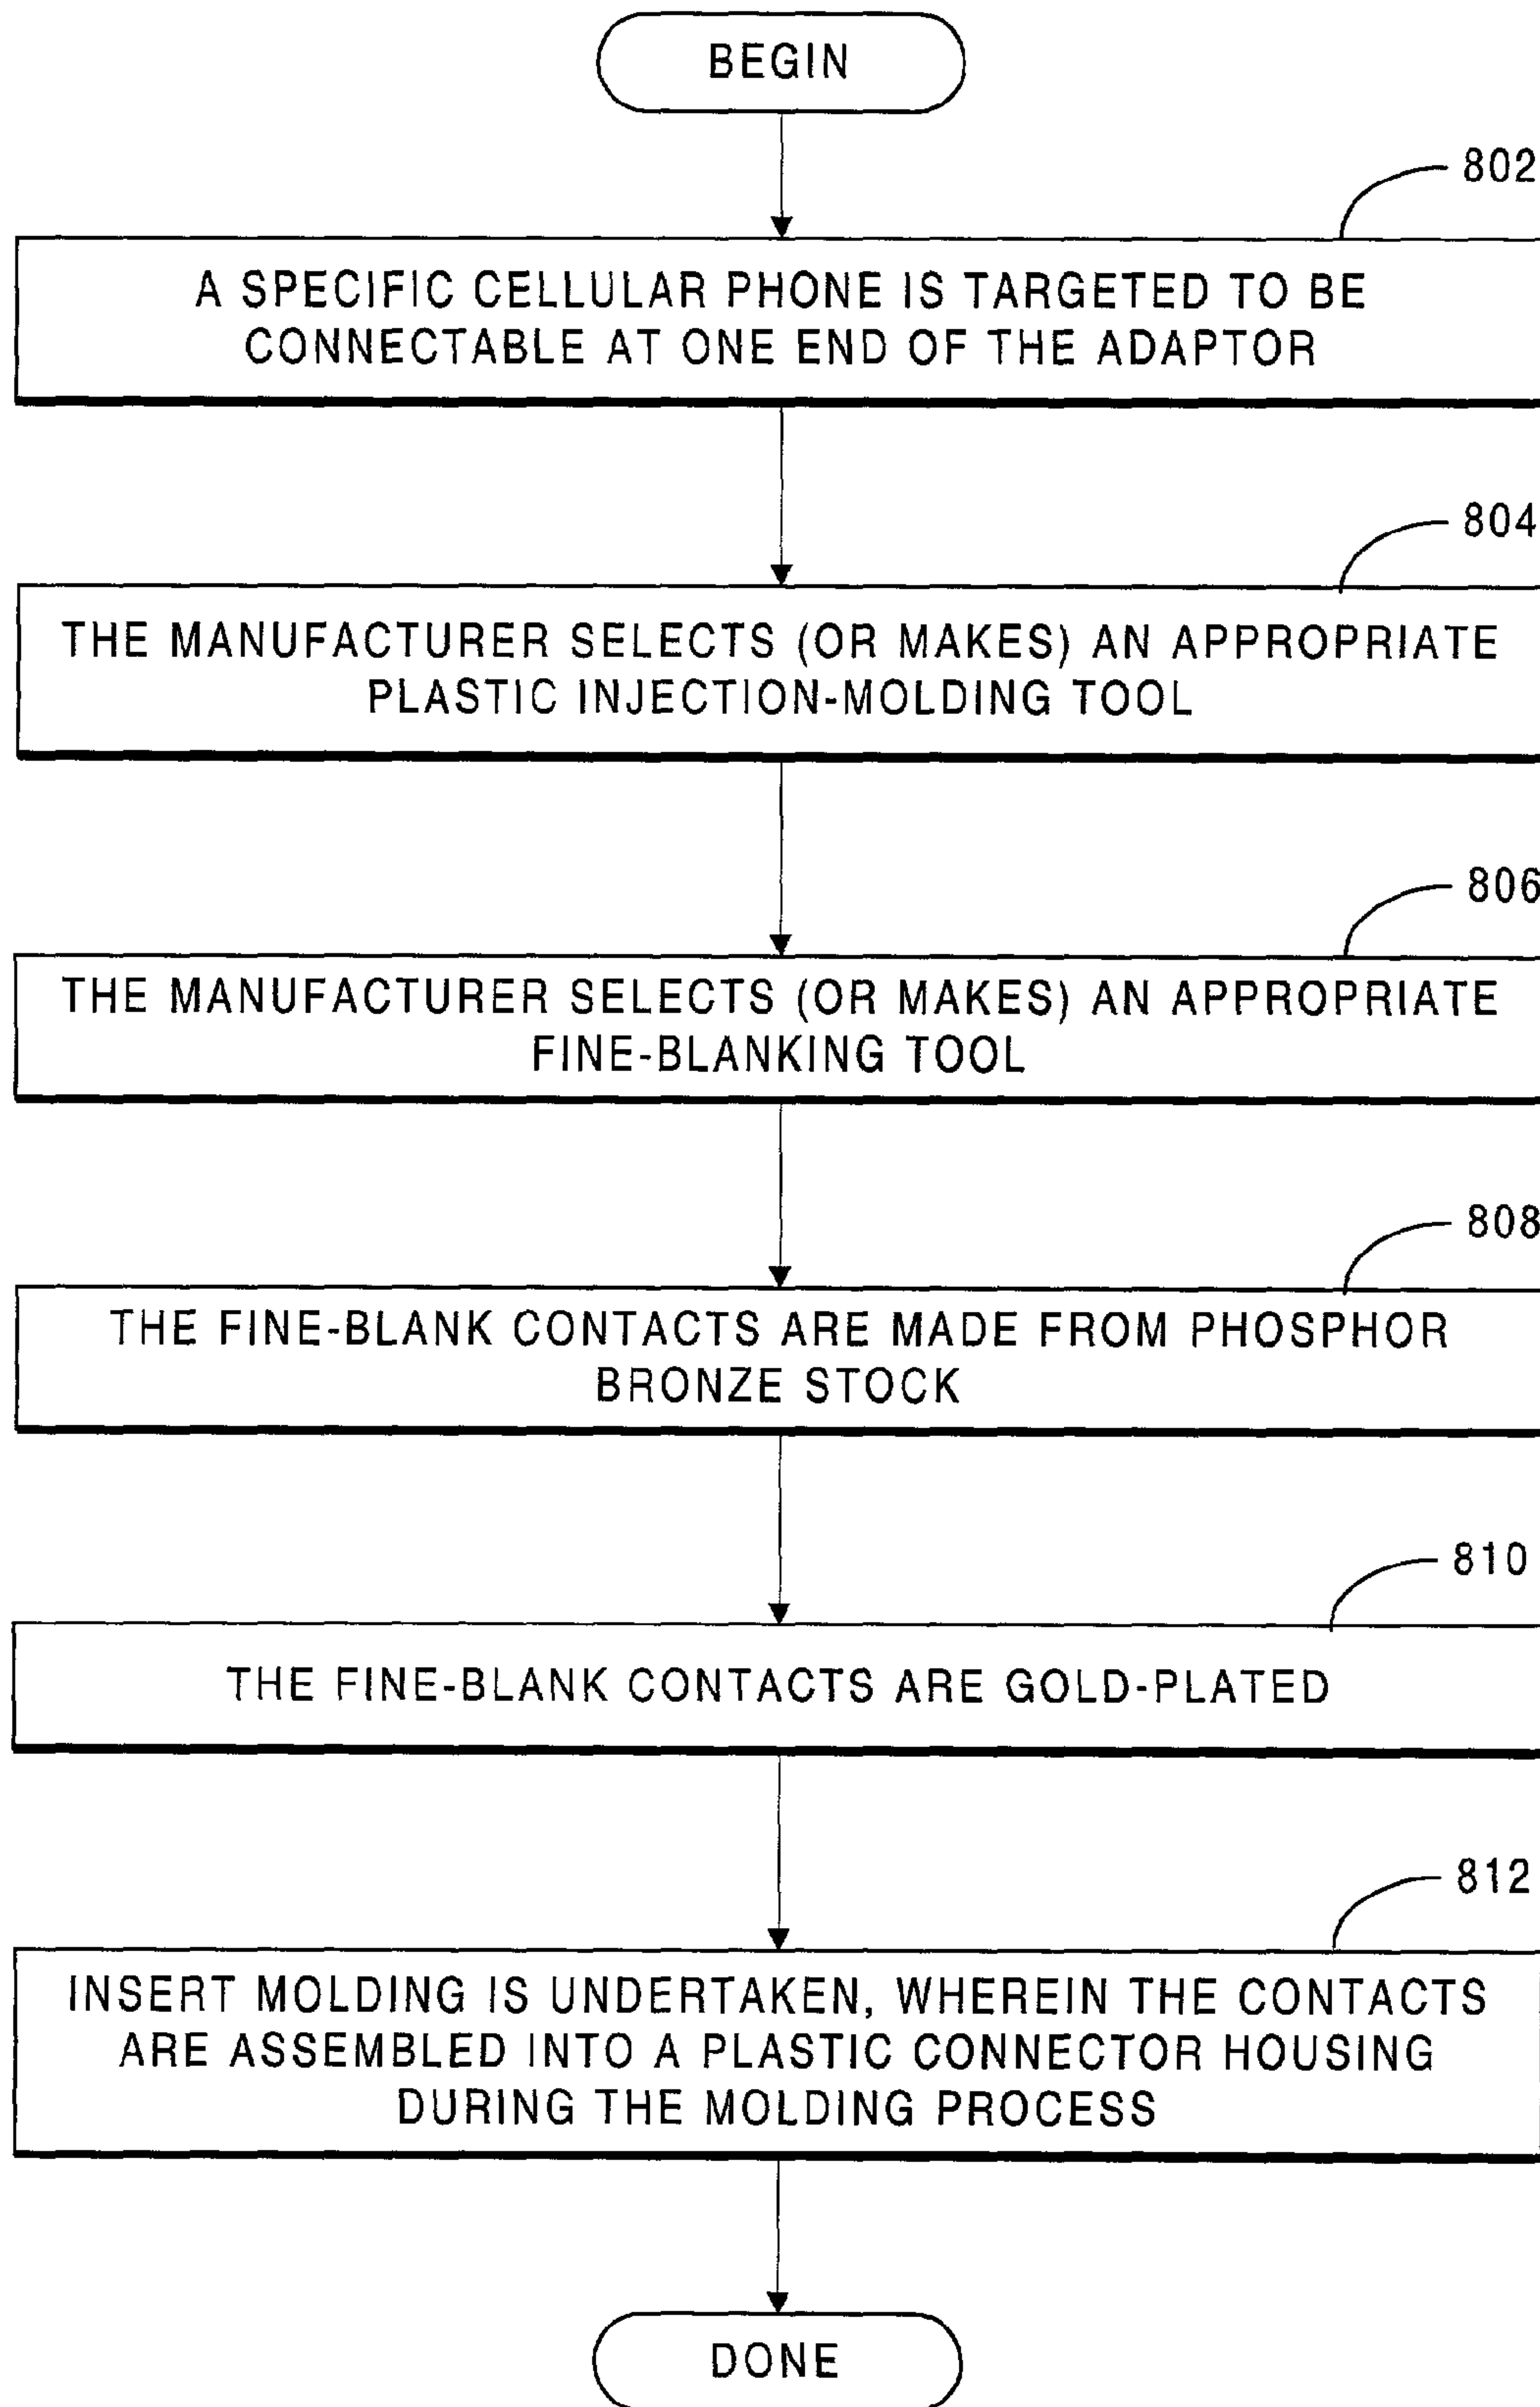 BEGIN
802
A SPECIFIC CELLULAR PHONE IS TARGETED TO BE
CONNECTABLE AT ONE END OF THE ADAPTOR
804
THE MANUFACTURER SELECTS (OR MAKES) AN APPROPRIATE
PLASTIC INJECTION-MOLDING TOOL
806
THE MANUFACTURER SELECTS (OR MAKES) AN APPROPRIATE
FINE-BLANKING TOOL
808
THE FINE-BLANK CONTACTS ARE MADE FROM PHOSPHOR
BRONZE STOCK
810
THE FINE-BLANK CONTACTS ARE GOLD-PLATED
812
INSERT MOLDING IS UNDERTAKEN, WHEREIN THE CONTACTS
ARE ASSEMBLED INTO A PLASTIC CONNECTOR HOUSING
DURING THE MOLDING PROCESS
DONE